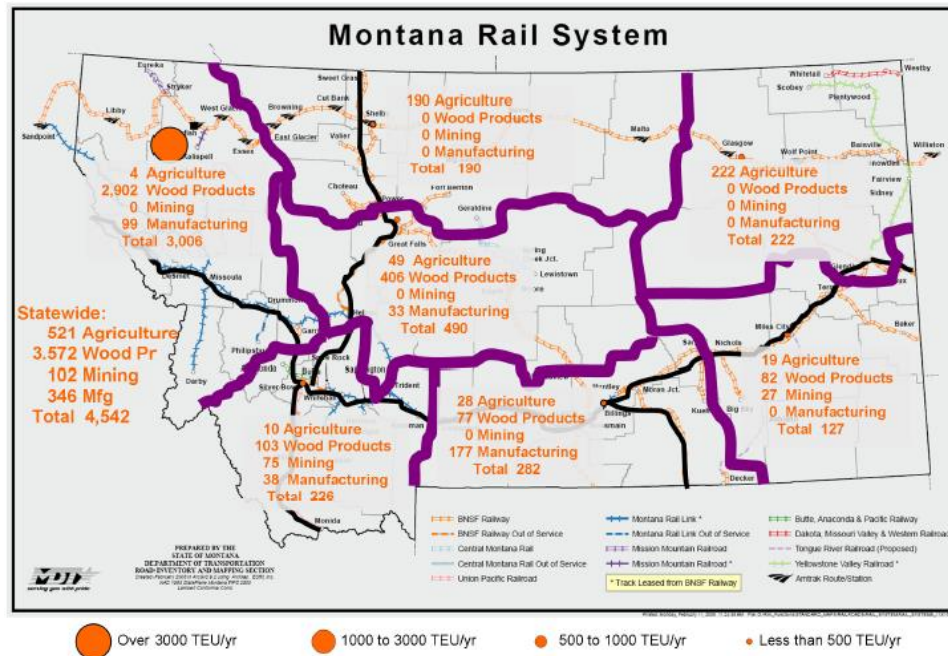 Montana Rail System
Eureka
Stryker
Sweet Gras
Whitetail
Westby
Scobey
Plentywood
Libby
West Glacier
Browning
Cut Bank
Shelb
Sandpoint
Kalispell
Essex
East Glacier
Valier
Malta
Glasgow
Wolf Point
Bainville
Williston
Snowden
Fairview
Sidney
190 Agriculture
0 Wood Products
0 Mining
0 Manufacturing
Total 190
4 Agriculture
2,902 Wood Products
0 Mining
99 Manufacturing
Total 3,006
222 Agriculture
0 Wood Products
0 Mining
0 Manufacturing
Total 222
Choteau
Power
Fort Benton
Geraldine
Great Falls
Lewistown
49 Agriculture
406 Wood Products
0 Mining
33 Manufacturing
Total 490
Missoula
Drummon
Philipsbu
Darby
Silver Bow
Whitehall
Trident
Statewide:
521 Agriculture
3.572 Wood Pr
102 Mining
346 Mfg
Total 4,542
Miles City
Baker
Nichols
Decker
19 Agriculture
82 Wood Products
27 Mining
0 Manufacturing
Total 127
28 Agriculture
77 Wood Products
0 Mining
177 Manufacturing
Total 282
10 Agriculture
103 Wood Products
75 Mining
38 Manufacturing
Total 226
Monida
BNSF Railway
BNSF Railway Out of Service
Central Montana Rail
Central Montana Rail Out of Service
Union Pacific Railroad
Montana Rail Link *
Montana Rail Link Out of Service
Mission Mountain Railroad
Mission Mountain Railroad *
* Track Leased from BNSF Railway
Butte, Anaconda & Pacific Railway
Dakota, Missouri Valley & Western Railroad
Tongue River Railroad (Proposed)
Yellowstone Valley Railroad *
Amtrak Route/Station
MDT
serving you with pride
PREPARED BY THE
STATE OF MONTANA
DEPARTMENT OF TRANSPORTATION
ROAD INVENTORY AND MAPPING SECTION
Over 3000 TEU/yr
1000 to 3000 TEU/yr
500 to 1000 TEU/yr
Less than 500 TEU/yr